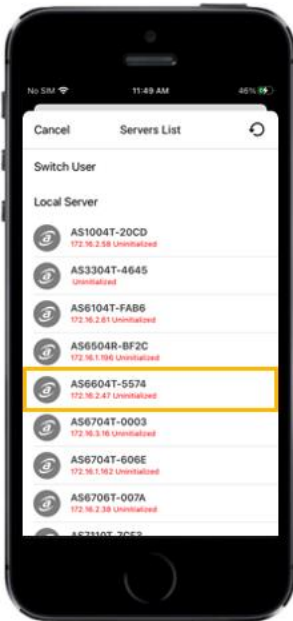 No SIM 11:49 AM 46%
Cancel Servers List
Switch User
Local Server
AS1004T-20CD
172.16.2.58 Uninitialized
AS3304T-4645
Uninitialized
AS6104T-FAB6
172.16.2.61 Uninitialized
AS6504R-BF2C
172.16.1.196 Uninitialized
AS6604T-5574
172.16.2.47 Uninitialized
AS6704T-0003
172.16.3.16 Uninitialized
AS6704T-606E
172.16.1.162 Uninitialized
AS6706T-007A
172.16.2.38 Uninitialized
AS7110T-7CF3